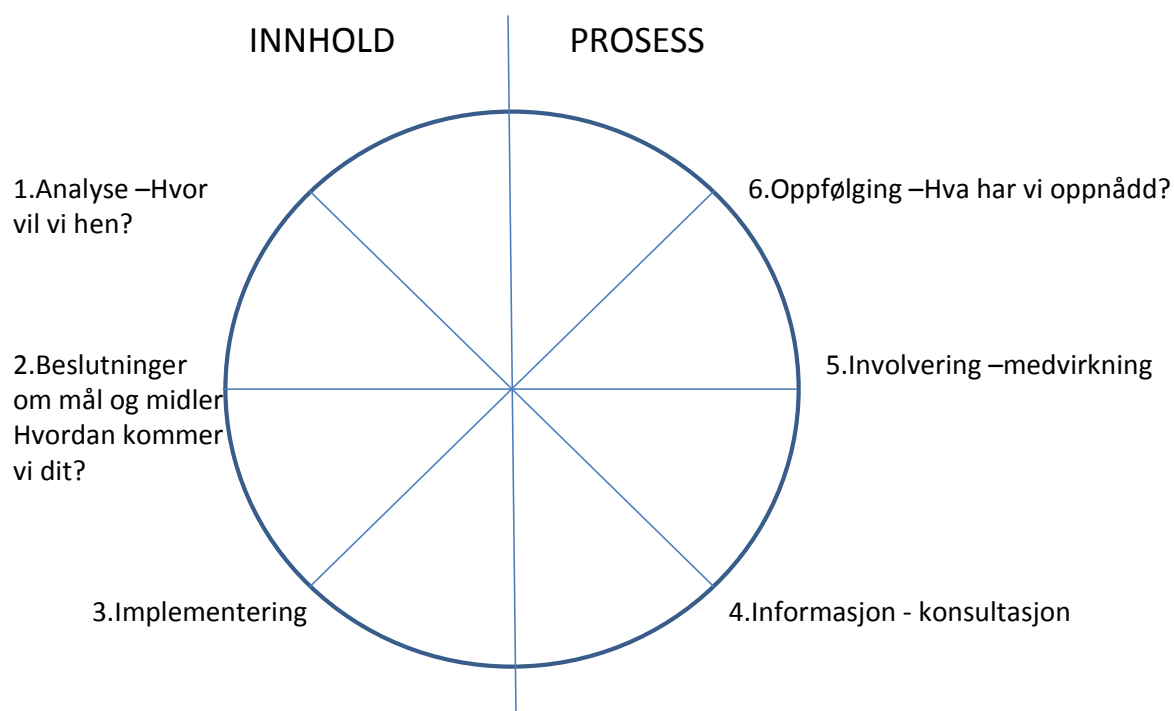 INNHOLD
PROSESS
1.Analyse –Hvor
vil vi hen?
2.Beslutninger
om mål og midler
Hvordan kommer
vi dit?
3.Implementering
6.Oppfølging –Hva har vi oppnådd?
5.Involvering –medvirkning
4.Informasjon - konsultasjon